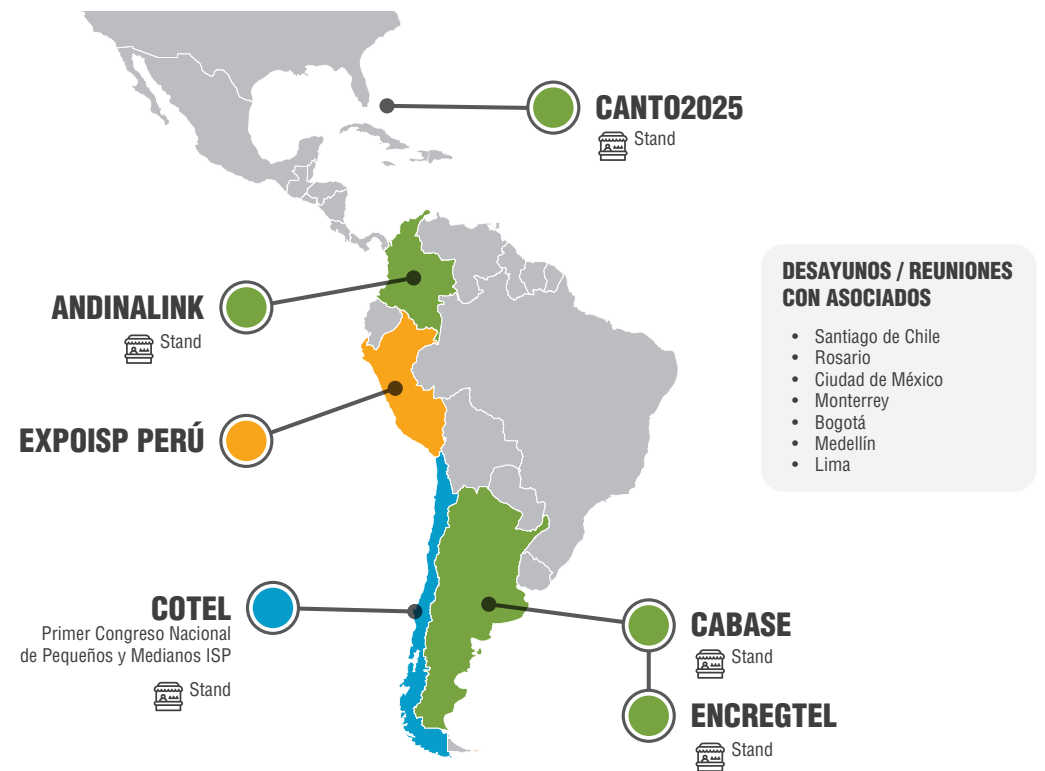 CANTO2025
Stand
ANDINALINK
Stand
EXPOISP PERÚ
COTEL
Primer Congreso Nacional
de Pequeños y Medianos ISP
Stand
CABASE
Stand
ENCREGTEL
Stand
DESAYUNOS / REUNIONES
CON ASOCIADOS
• Santiago de Chile
• Rosario
• Ciudad de México
• Monterrey
• Bogotá
• Medellín
• Lima